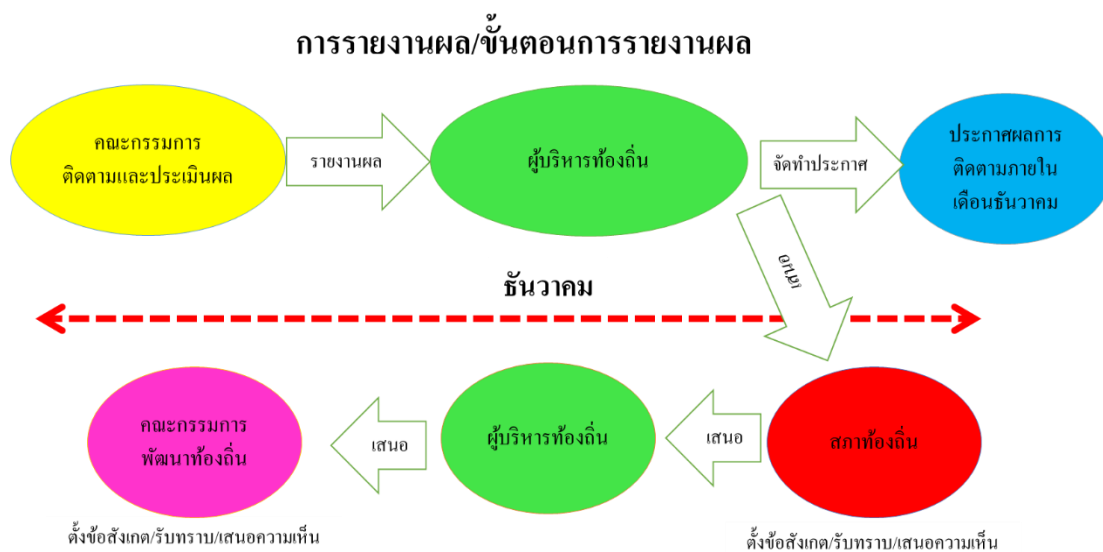 การรายงานผล/ขั้นตอนการรายงานผล
คณะกรรมการ
ติดตามและประเมินผล
รายงานผล
ผู้บริหารท้องถิ่น
จัดทำประกาศ
ประกาศผลการ
ติดตามภายใน
เดือนธันวาคม
เสนอ
ธันวาคม
คณะกรรมการ
พัฒนาท้องถิ่น
เสนอ
ผู้บริหารท้องถิ่น
เสนอ
สภาท้องถิ่น
ตั้งข้อสังเกต/รับทราบ/เสนอความเห็น
ตั้งข้อสังเกต/รับทราบ/เสนอความเห็น